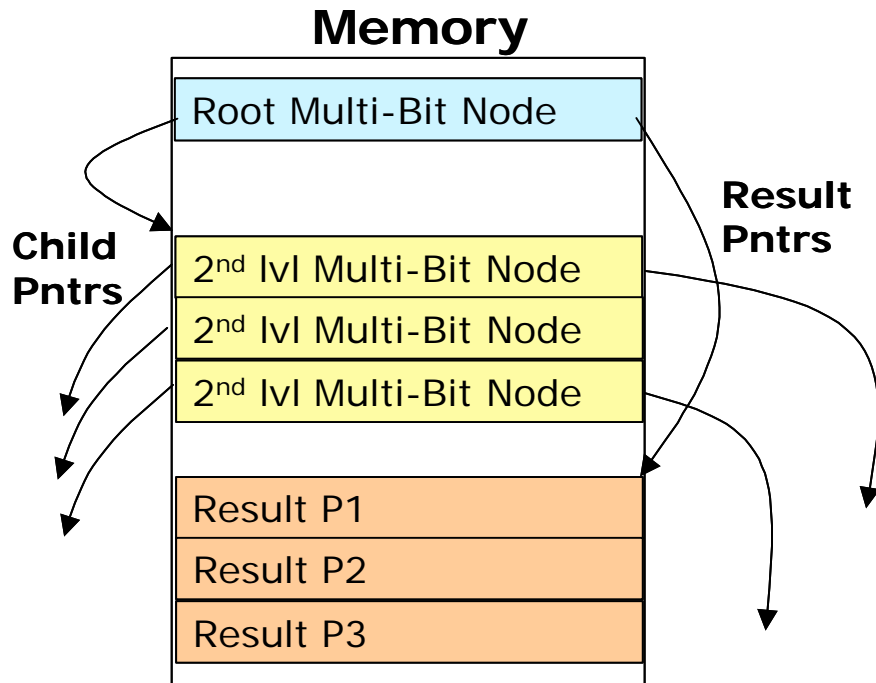 Memory
Root Multi-Bit Node
Result
Pntrs
Child
Pntrs
2nd lvl Multi-Bit Node
2nd lvl Multi-Bit Node
2nd lvl Multi-Bit Node
Result P1
Result P2
Result P3